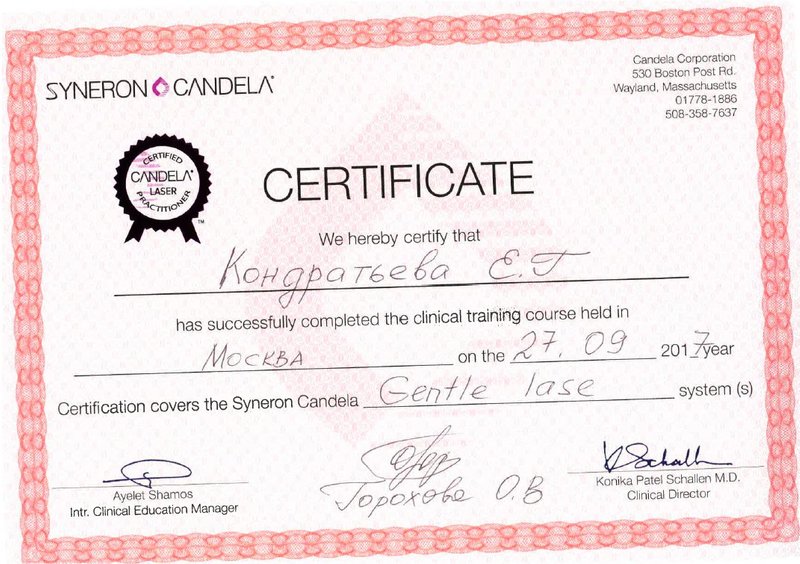 SYNERON CANDELA®
Candela Corporation
530 Boston Post Rd.
Wayland, Massachusetts
01778-1886
508-358-7637
CERTIFIED
CANDELA®
LASER
PRACTITIONER
TM
CERTIFICATE
We hereby certify that
Кондратьева Е.Г
has successfully completed the clinical training course held in
Москва on the 27.09 2017 year
Certification covers the Syneron Candela Gentle lase system (s)
Ayelet Shamos
Intr. Clinical Education Manager
Горохова О.В
Konika Patel Schallen M.D.
Clinical Director